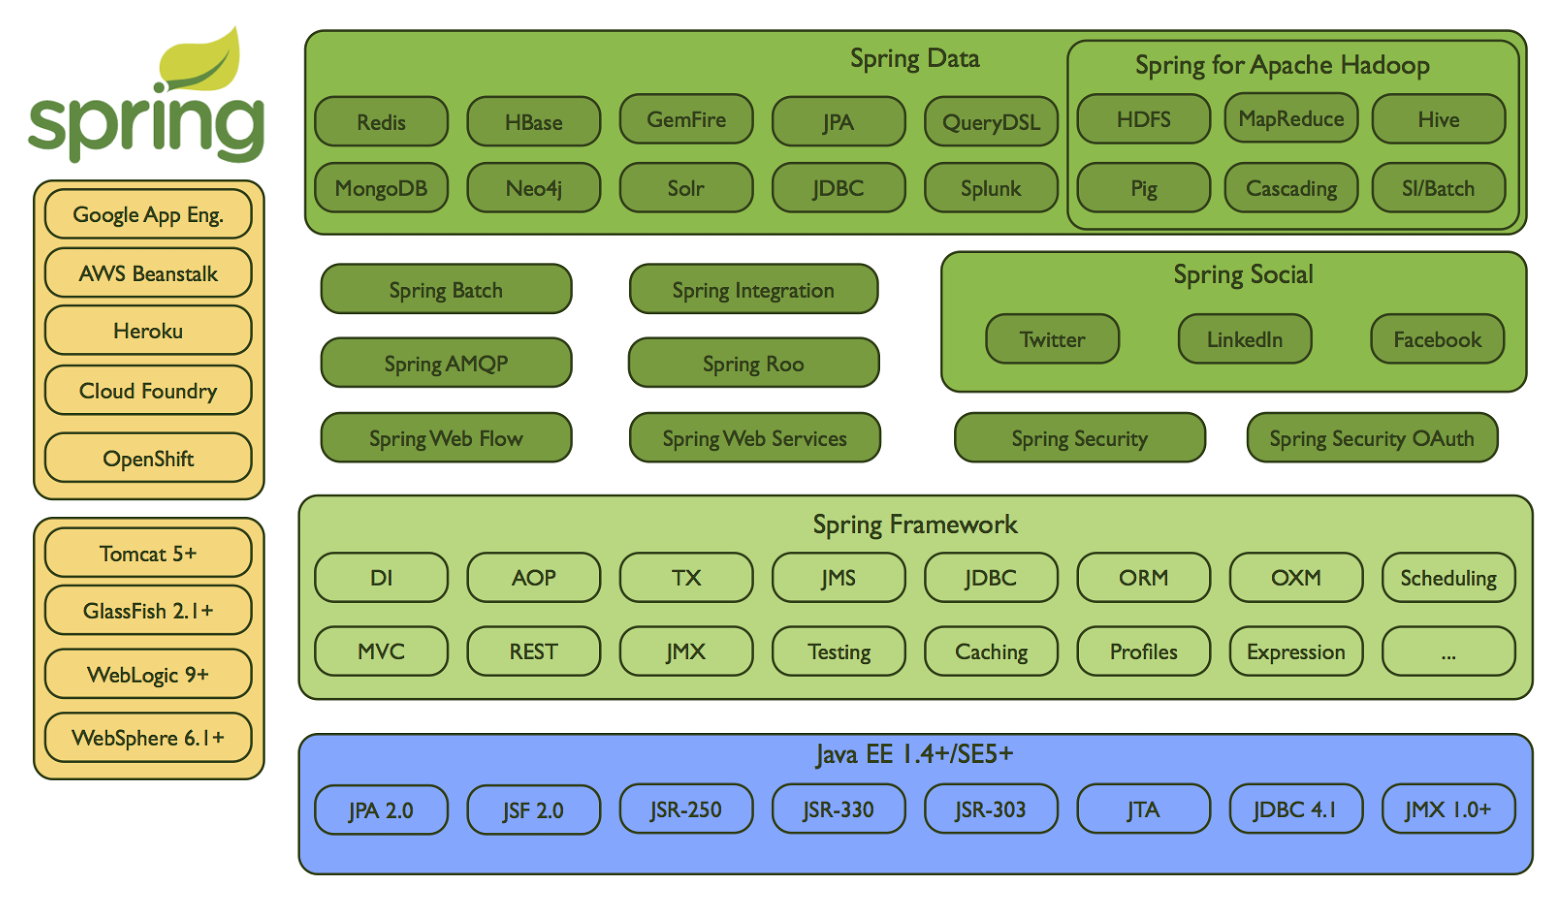 spring
Google App Eng.
AWS Beanstalk
Heroku
Cloud Foundry
OpenShift
Tomcat 5+
GlassFish 2.1+
WebLogic 9+
WebSphere 6.1+
Spring Data
Redis
HBase
GemFire
JPA
QueryDSL
MongoDB
Neo4j
Solr
JDBC
Splunk
Spring for Apache Hadoop
HDFS
MapReduce
Hive
Pig
Cascading
SI/Batch
Spring Batch
Spring Integration
Spring AMQP
Spring Roo
Spring Web Flow
Spring Web Services
Spring Social
Twitter
LinkedIn
Facebook
Spring Security
Spring Security OAuth
Spring Framework
DI
AOP
TX
JMS
JDBC
ORM
OXM
Scheduling
MVC
REST
JMX
Testing
Caching
Profiles
Expression
...
Java EE 1.4+/SE5+
JPA 2.0
JSF 2.0
JSR-250
JSR-330
JSR-303
JTA
JDBC 4.1
JMX 1.0+